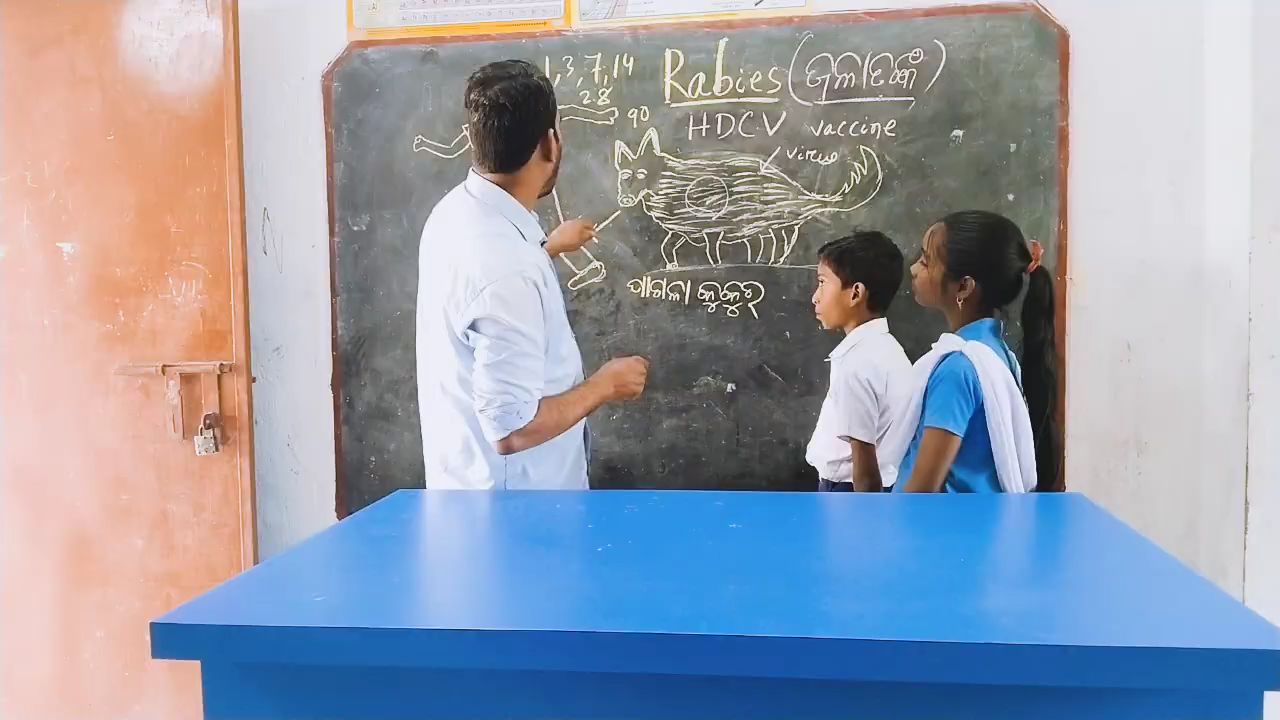 1, 3, 7, 14
28
90
Rabies (ଜଳାତଙ୍କ)
HDCV vaccine
virus
ପାଗଳା କୁକୁର